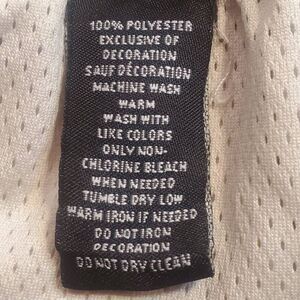 100% POLYESTER
EXCLUSIVE OF
DECORATION
SAUF DÉCORATION
MACHINE WASH
WARM
WASH WITH
LIKE COLORS
ONLY NON-
CHLORINE BLEACH
WHEN NEEDED
TUMBLE DRY LOW
WARM IRON IF NEEDED
DO NOT IRON
DECORATION
DO NOT DRY CLEAN